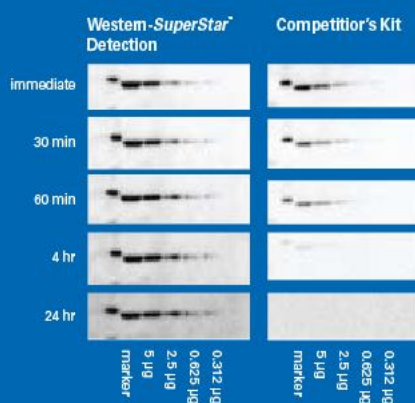 Western-SuperStar™
Detection
Competitior's Kit
immediate
30 min
60 min
4 hr
24 hr
marker
5 µg
2.5 µg
0.625 µg
0.312 µg
marker
5 µg
2.5 µg
0.625 µg
0.312 µg